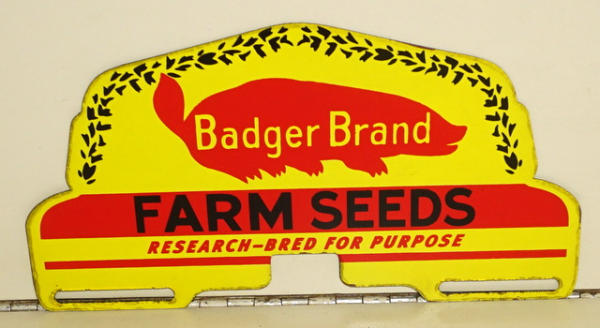 Badger Brand
FARM SEEDS
RESEARCH-BRED FOR PURPOSE